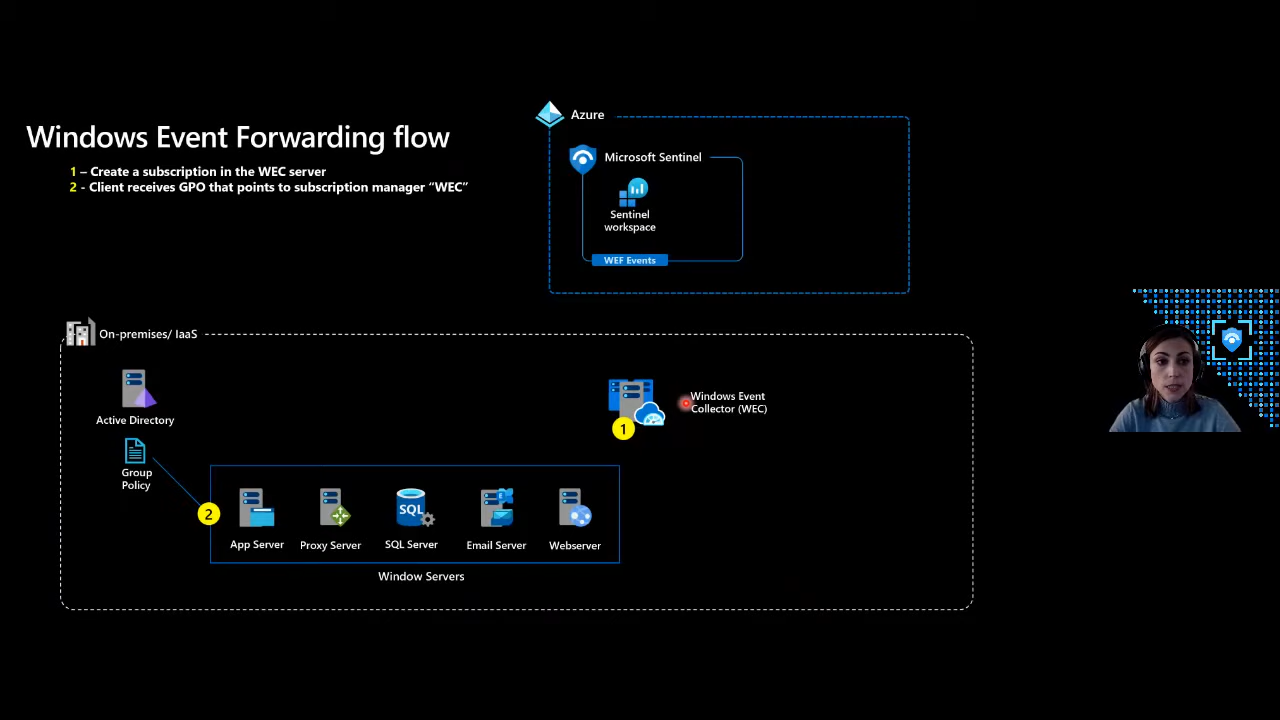 Windows Event Forwarding flow
1 – Create a subscription in the WEC server
2 - Client receives GPO that points to subscription manager “WEC”
Azure
Microsoft Sentinel
Sentinel
workspace
WEF Events
On-premises/ IaaS
Active Directory
Group
Policy
Windows Event
Collector (WEC)
1
2
SQL
E
App Server
Proxy Server
SQL Server
Email Server
Webserver
Window Servers